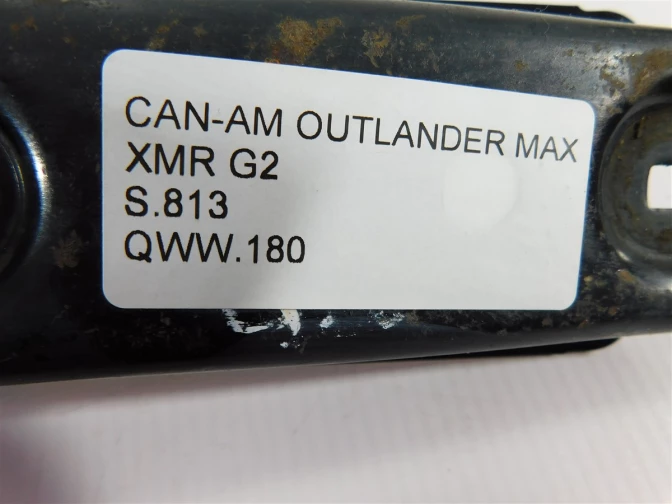 CAN-AM OUTLANDER MAX
XMR G2
S.813
QWW.180